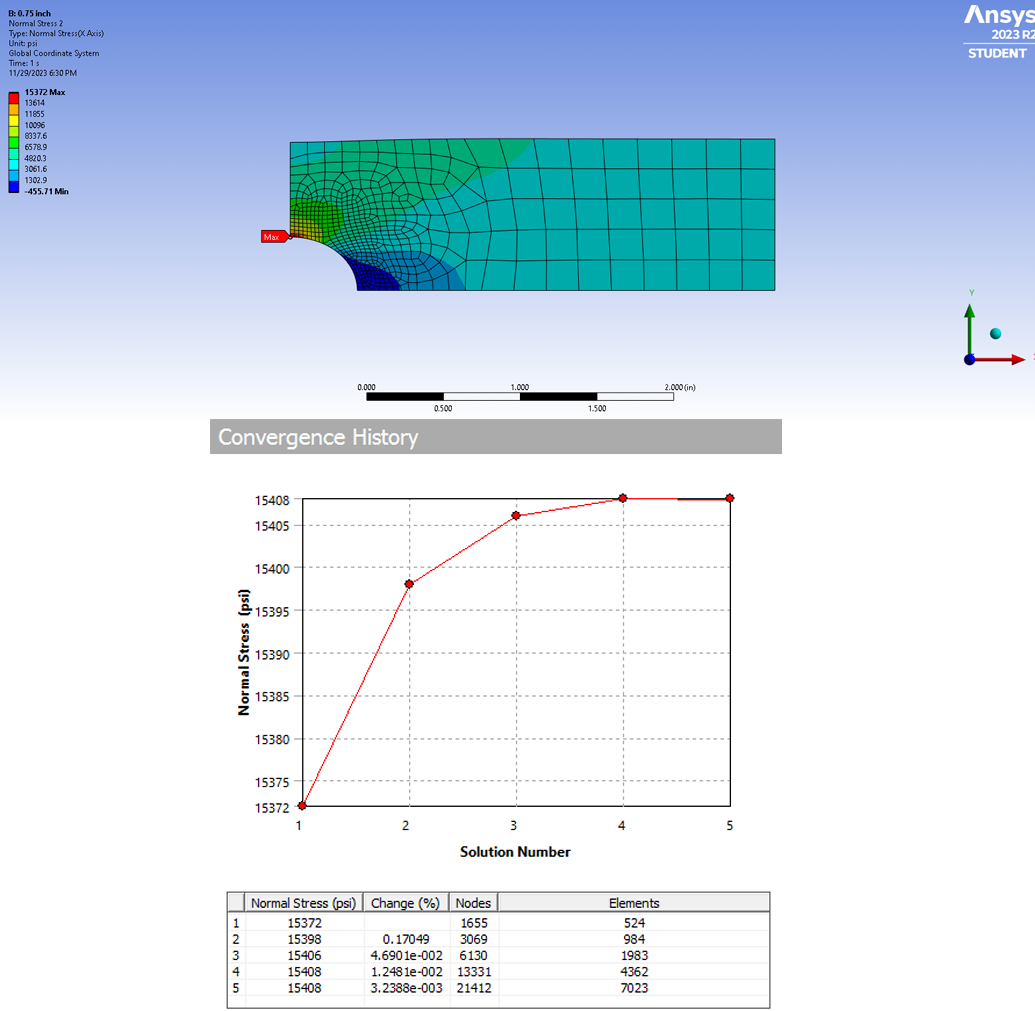 B: 0.75 inch
Normal Stress 2
Type: Normal Stress(X Axis)
Unit: psi
Global Coordinate System
Time: 1 s
11/29/2023 6:30 PM
15372 Max
13614
11855
10096
8337.6
6578.9
4820.3
3061.6
1302.9
-455.71 Min
Ansys
2023 R2
STUDENT
Max
Y
0.000 1.000 2.000 (in)
0.500 1.500
Convergence History
Normal Stress (psi)
15408
15405
15400
15395
15390
15385
15380
15375
15372
1 2 3 4 5
Solution Number
Normal Stress (psi) Change (%) Nodes Elements
1 15372 1655 524
2 15398 0.17049 3069 984
3 15406 4.6901e-002 6130 1983
4 15408 1.2481e-002 13331 4362
5 15408 3.2388e-003 21412 7023